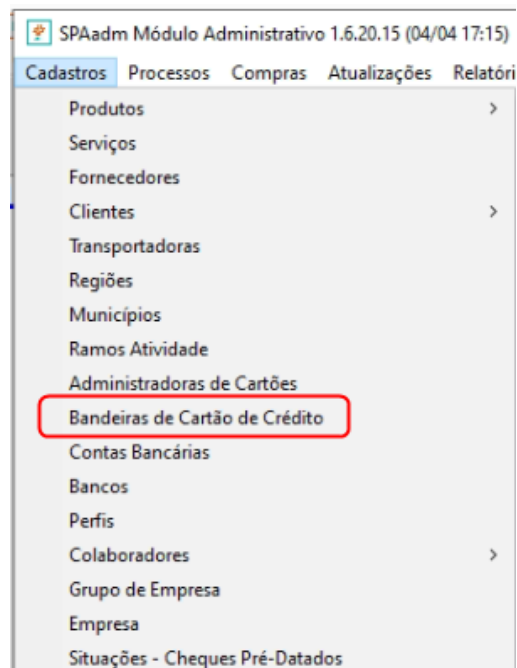 SPAadm Módulo Administrativo 1.6.20.15 (04/04 17:15)
Cadastros Processos Compras Atualizações Relatóri
Produtos
Serviços
Fornecedores
Clientes
Transportadoras
Regiões
Municípios
Ramos Atividade
Administradoras de Cartões
Bandeiras de Cartão de Crédito
Contas Bancárias
Bancos
Perfis
Colaboradores
Grupo de Empresa
Empresa
Situações - Cheques Pré-Datados